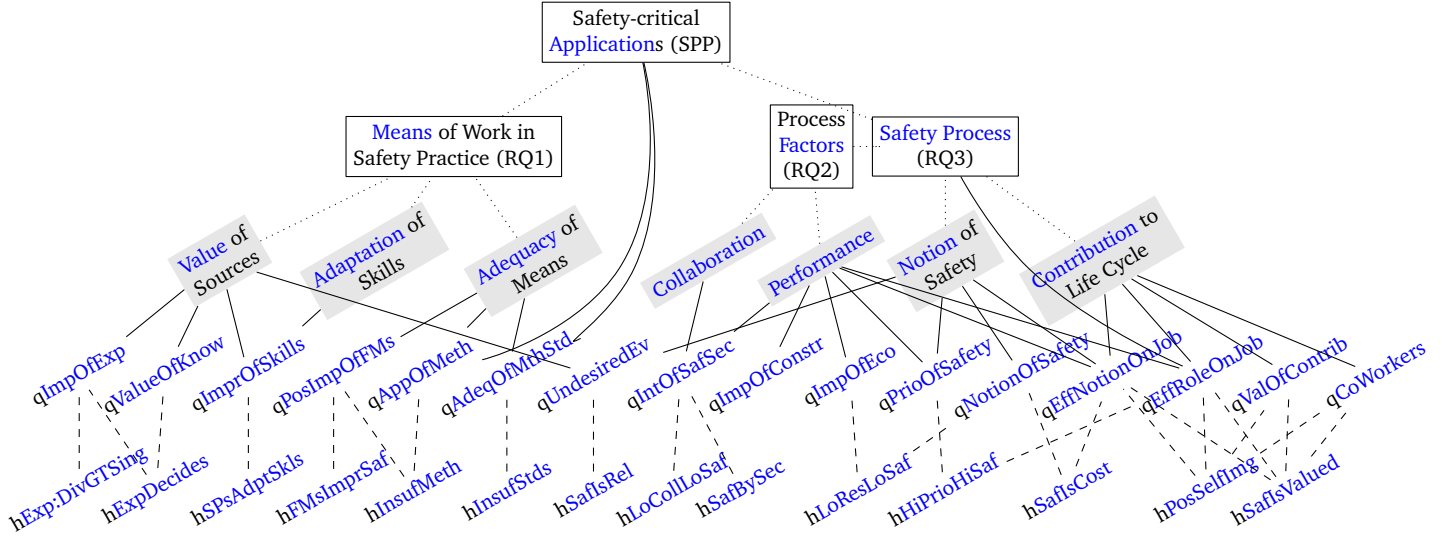 Safety-critical
Applications (SPP)
Means of Work in
Safety Practice (RQ1)
Process
Factors
(RQ2)
Safety Process
(RQ3)
Value of
Sources
Adaptation of
Skills
Adequacy of
Means
Collaboration
Performance
Notion of
Safety
Contribution to
Life Cycle
qImpOfExp
qValueOfKnow
qImprOfSkills
qPosImpOfFMs
qAppOfMeth
qAdeqOfMthStd
qUndesiredEv
qIntOfSafSec
qImpOfConstr
qImpOfEco
qPrioOfSafety
qNotionOfSafety
qEffNotionOnJob
qEffRoleOnJob
qValOfContrib
qCoWorkers
hExp:DivGTSing
hExpDecides
hSPsAdptSkls
hFMsImprSaf
hInsufMeth
hInsufStds
hSafIsRel
hLoCollLoSaf
hSafBySec
hLoResLoSaf
hHiPrioHiSaf
hSafIsCost
hPosSelfImg
hSafIsValued